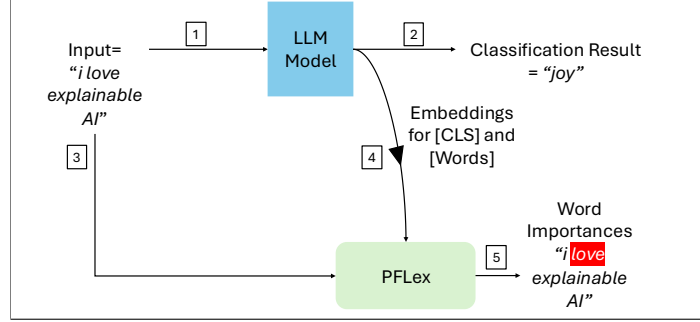 1
2
Input=
“i love
explainable
AI”
LLM
Model
Classification Result
= “joy”
Embeddings
for [CLS] and
[Words]
3
4
Word
Importances
“i love
explainable
AI”
5
PFLex